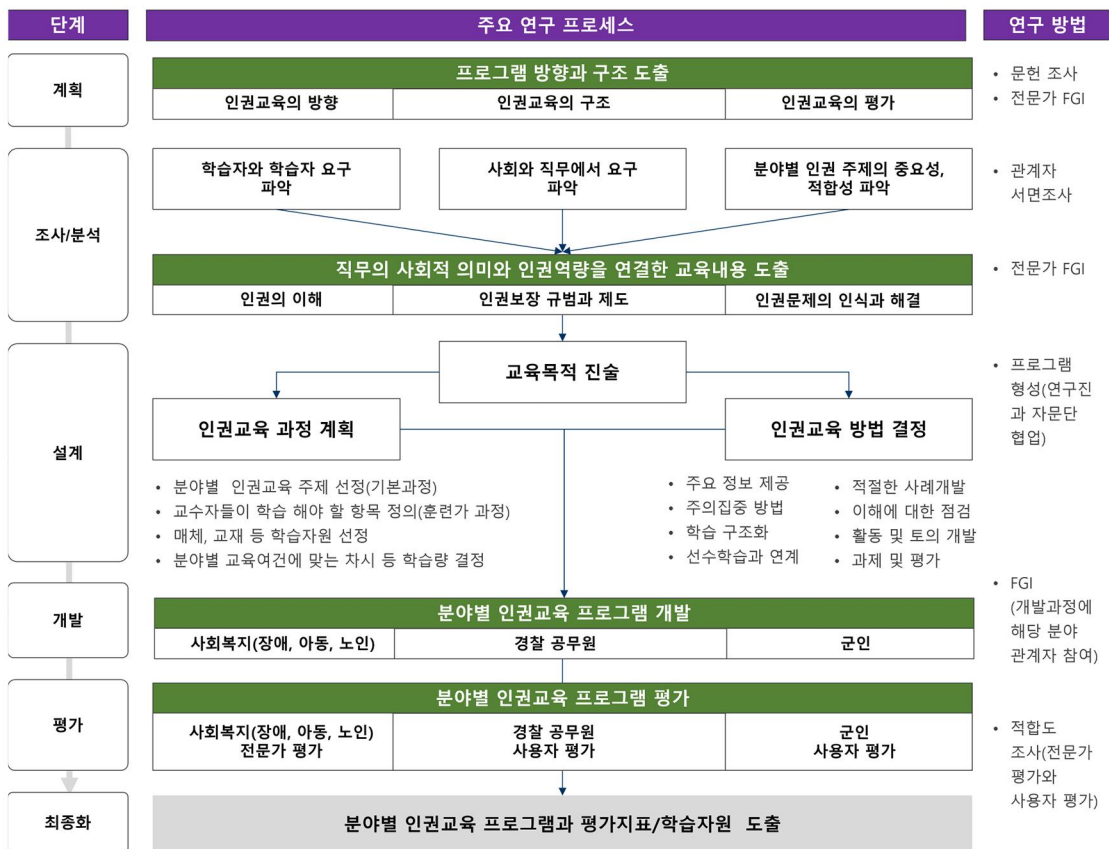 단계
주요 연구 프로세스
연구 방법
계획
프로그램 방향과 구조 도출
인권교육의 방향
인권교육의 구조
인권교육의 평가
• 문헌 조사
• 전문가 FGI
조사/분석
학습자와 학습자 요구
파악
사회와 직무에서 요구
파악
분야별 인권 주제의 중요성,
적합성 파악
• 관계자
서면조사
직무의 사회적 의미와 인권역량을 연결한 교육내용 도출
인권의 이해
인권보장 규범과 제도
인권문제의 인식과 해결
• 전문가 FGI
설계
교육목적 진술
인권교육 과정 계획
인권교육 방법 결정
• 프로그램
형성(연구진
과 자문단
협업)
• 분야별 인권교육 주제 선정(기본과정)
• 교수자들이 학습 해야 할 항목 정의(훈련가 과정)
• 매체, 교재 등 학습자원 선정
• 분야별 교육여건에 맞는 차시 등 학습량 결정
• 주요 정보 제공
• 주의집중 방법
• 학습 구조화
• 선수학습과 연계
• 적절한 사례개발
• 이해에 대한 점검
• 활동 및 토의 개발
• 과제 및 평가
개발
분야별 인권교육 프로그램 개발
사회복지(장애, 아동, 노인)
경찰 공무원
군인
• FGI
(개발과정에
해당 분야
관계자 참여)
평가
분야별 인권교육 프로그램 평가
사회복지(장애, 아동, 노인)
전문가 평가
경찰 공무원
사용자 평가
군인
사용자 평가
• 적합도
조사(전문가
평가와
사용자 평가)
최종화
분야별 인권교육 프로그램과 평가지표/학습자원 도출